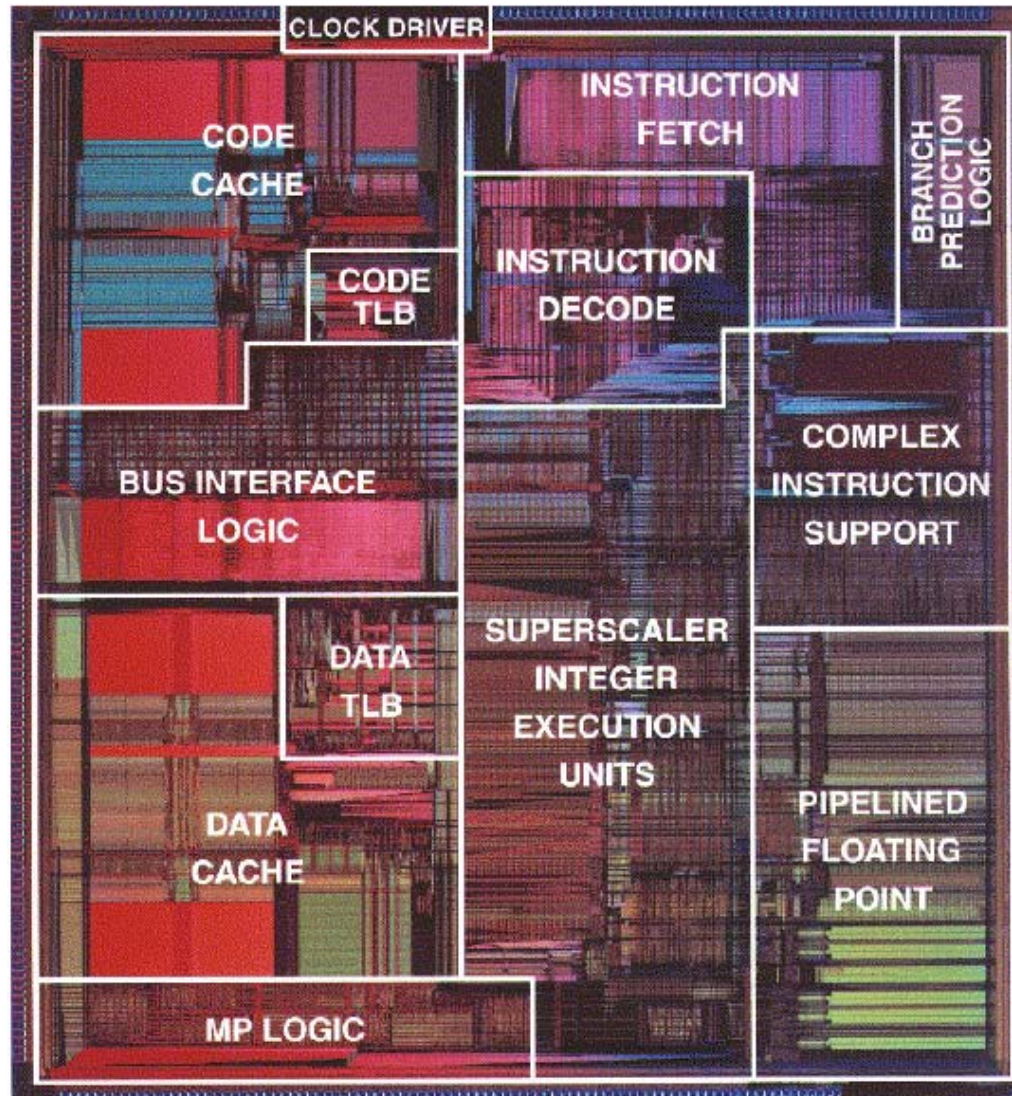 CLOCK DRIVER
CODE
CACHE
INSTRUCTION
FETCH
BRANCH
PREDICTION
LOGIC
CODE
TLB
INSTRUCTION
DECODE
BUS INTERFACE
LOGIC
COMPLEX
INSTRUCTION
SUPPORT
DATA
TLB
SUPERSCALER
INTEGER
EXECUTION
UNITS
DATA
CACHE
PIPELINED
FLOATING
POINT
MP LOGIC